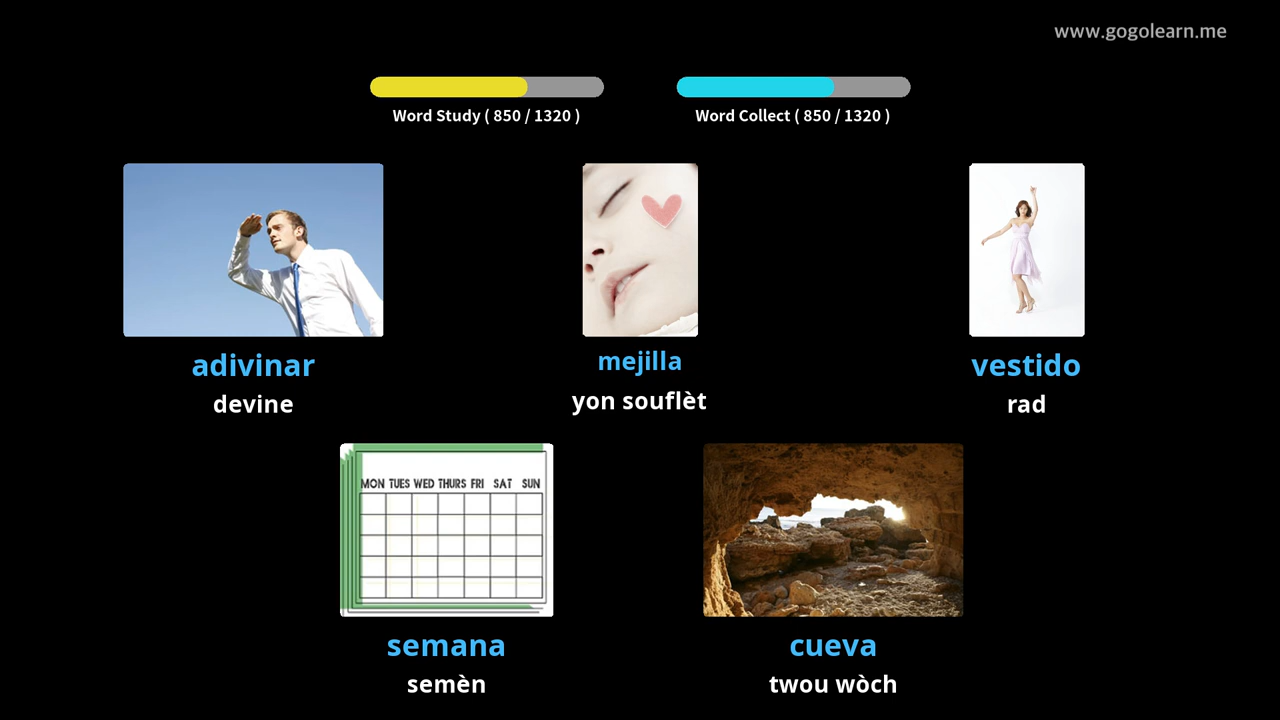 www.gogolearn.me
Word Study ( 850 / 1320 )
Word Collect ( 850 / 1320 )
adivinar
devine
mejilla
yon souflèt
vestido
rad
MON TUES WED THURS FRI SAT SUN
semana
semèn
cueva
twou wòch